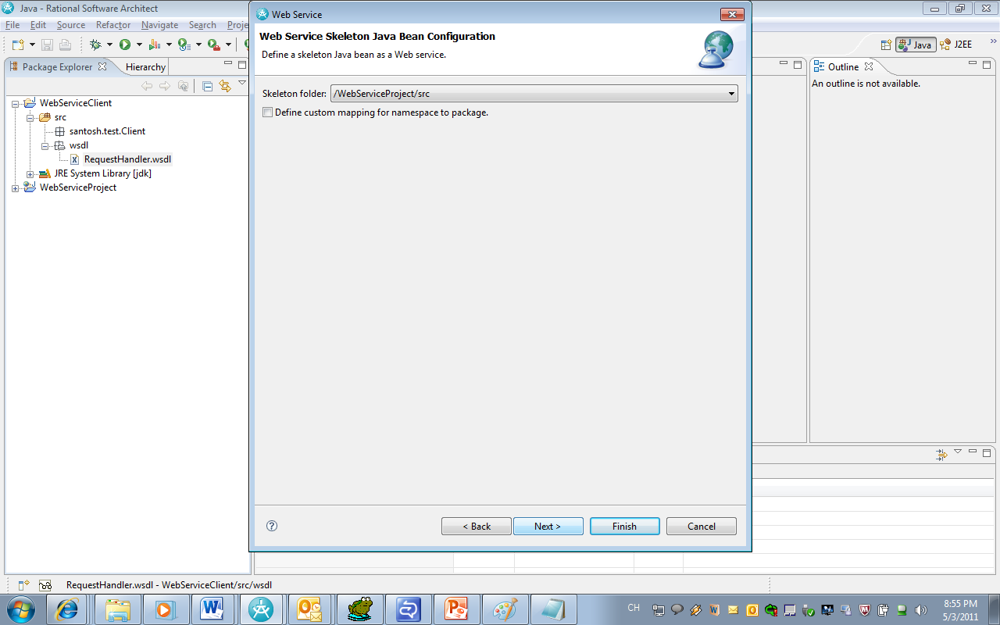 Java - Rational Software Architect
File Edit Source Refactor Navigate Search Proje
Web Service
Web Service Skeleton Java Bean Configuration
Define a skeleton Java bean as a Web service.
Java J2EE
Package Explorer Hierarchy
Outline
An outline is not available.
Skeleton folder: /WebServiceProject/src
Define custom mapping for namespace to package.
WebServiceClient
src
santosh.test.Client
wsdl
RequestHandler.wsdl
JRE System Library [jdk]
WebServiceProject
< Back Next > Finish Cancel
RequestHandler.wsdl - WebServiceClient/src/wsdl
CH
8:55 PM
5/3/2011